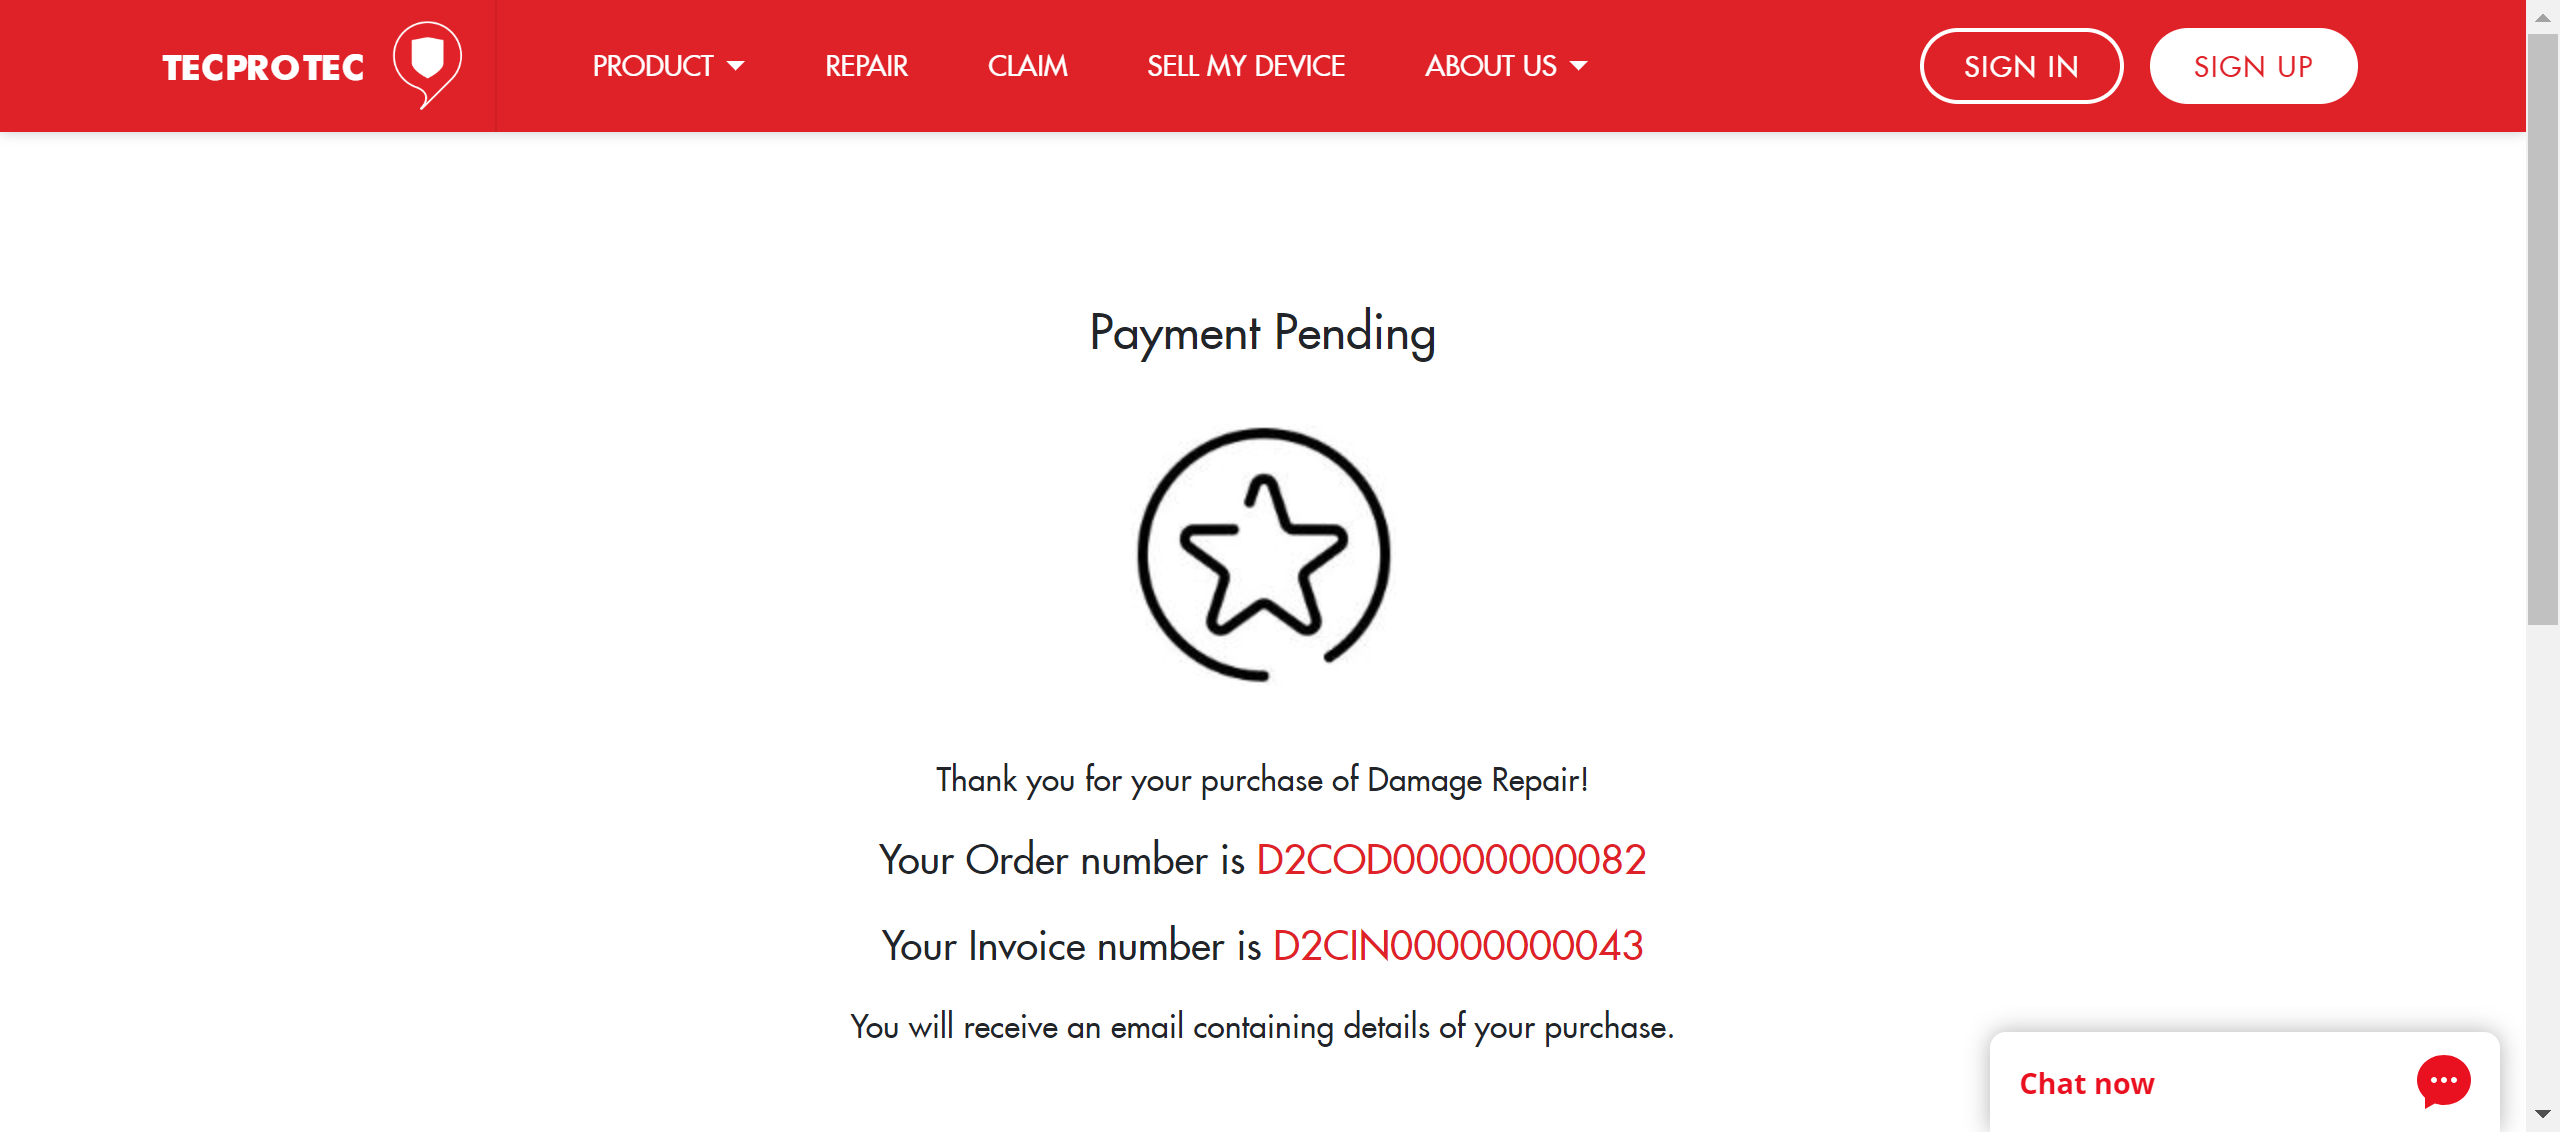 TECPROTEC
PRODUCT
REPAIR
CLAIM
SELL MY DEVICE
ABOUT US
SIGN IN
SIGN UP
Payment Pending
Thank you for your purchase of Damage Repair!
Your Order number is D2COD00000000082
Your Invoice number is D2CIN00000000043
You will receive an email containing details of your purchase.
Chat now